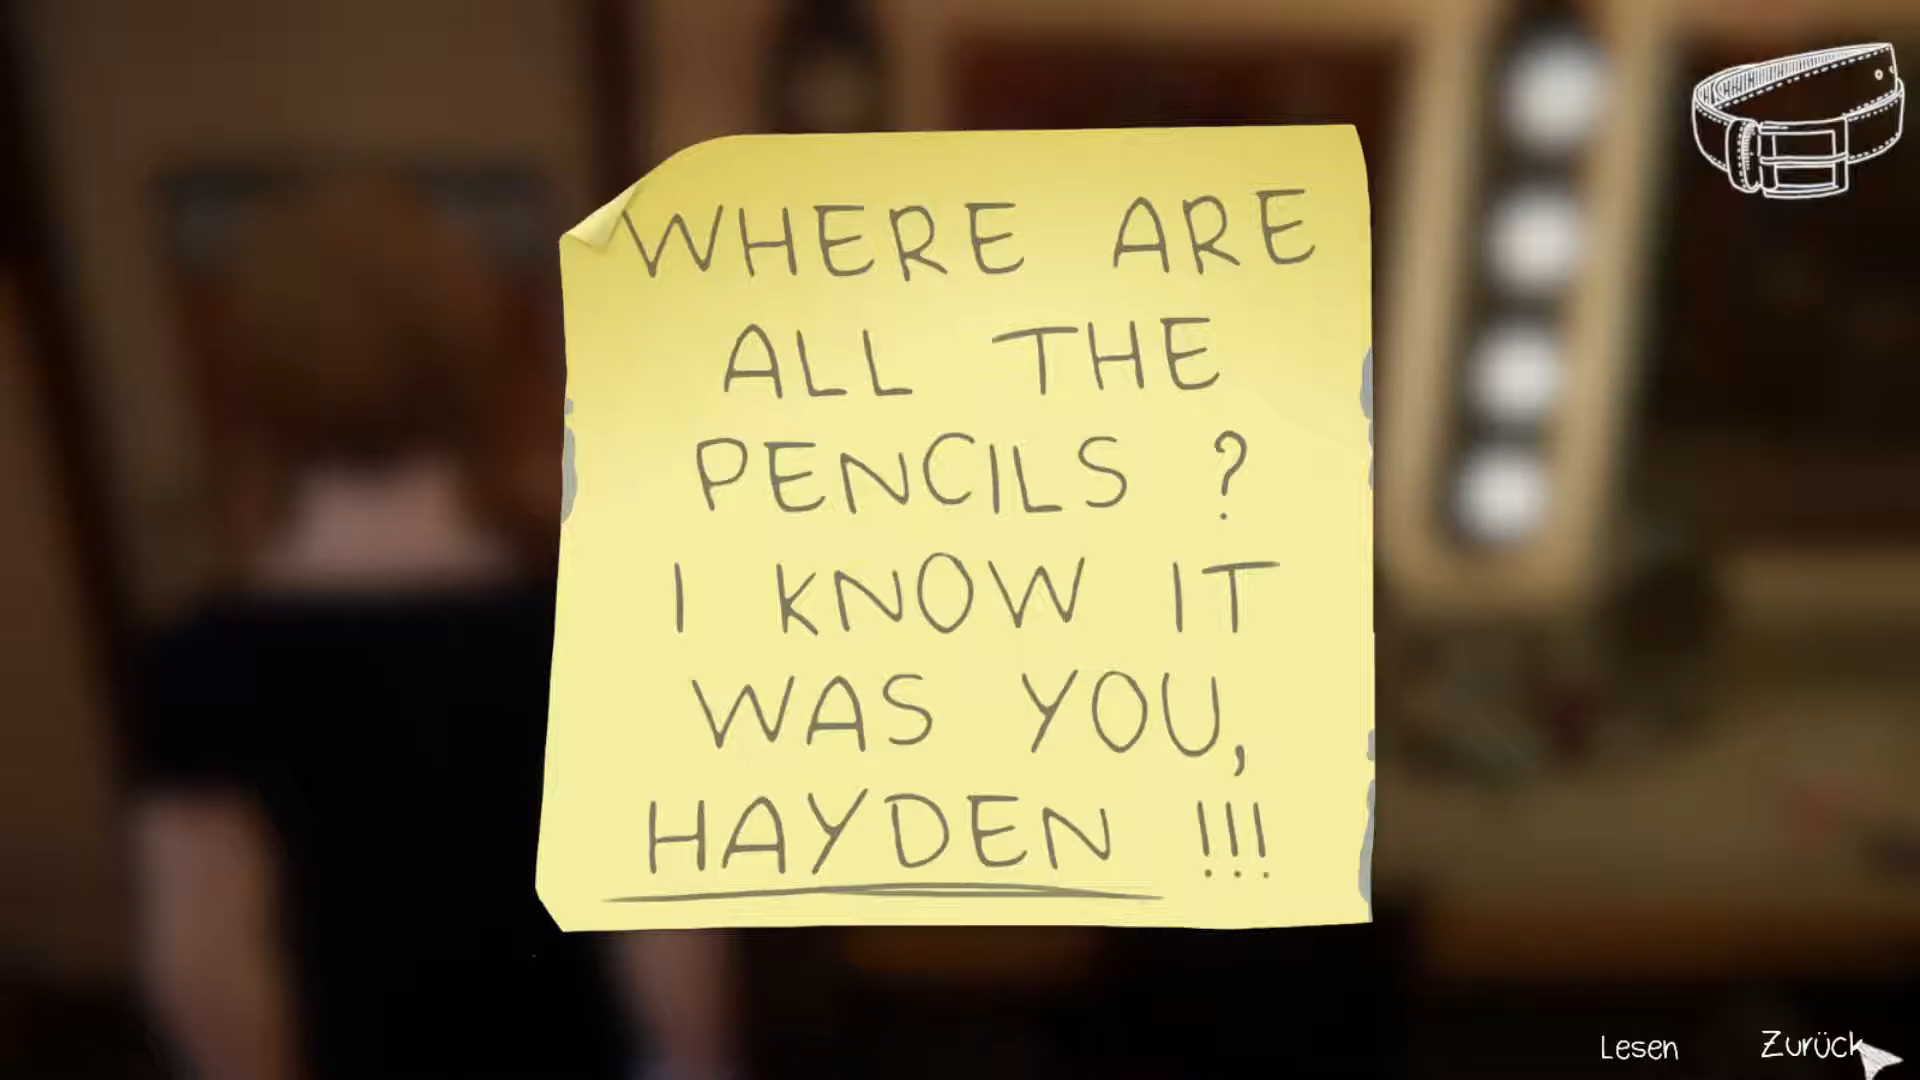 WHERE ARE
ALL THE
PENCILS ?
I KNOW IT
WAS YOU,
HAYDEN !!!
Lesen Zurück